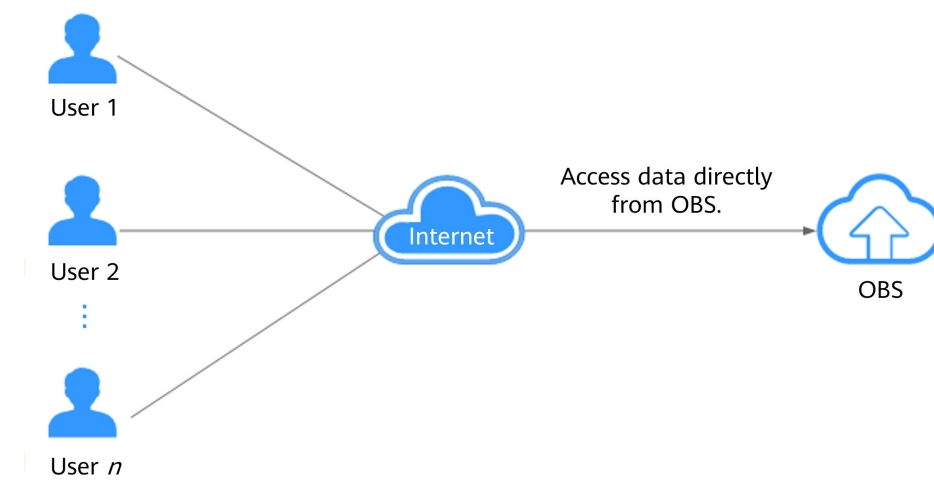 User 1
User 2
User n
Internet
Access data directly
from OBS.
OBS